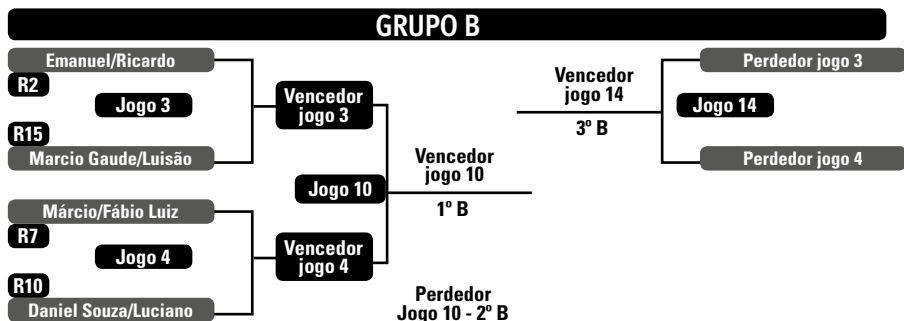 GRUPO B
Emanuel/Ricardo
R2
Jogo 3
R15
Marcio Gaude/Luisão
Vencedor
jogo 3
Márcio/Fábio Luiz
R7
Jogo 4
R10
Daniel Souza/Luciano
Vencedor
jogo 4
Jogo 10
Vencedor
jogo 10
1º B
Perdedor
Jogo 10 - 2º B
Vencedor
jogo 14
3º B
Perdedor jogo 3
Jogo 14
Perdedor jogo 4